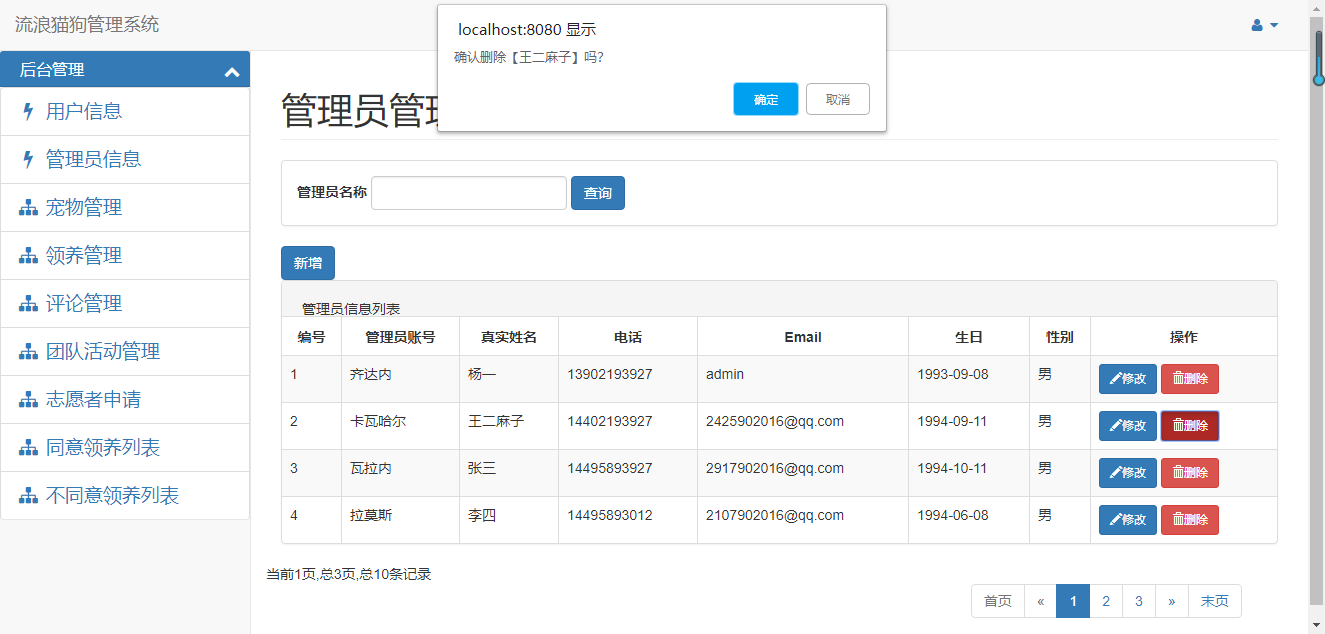 流浪猫狗管理系统
localhost:8080 显示
确认删除【王二麻子】吗?
确定 取消
后台管理
用户信息
管理员信息
宠物管理
领养管理
评论管理
团队活动管理
志愿者申请
同意领养列表
不同意领养列表
管理员管
管理员名称 查询
新增
管理员信息列表
编号 管理员账号 真实姓名 电话 Email 生日 性别 操作
1 齐达内 杨一 13902193927 admin 1993-09-08 男 修改 删除
2 卡瓦哈尔 王二麻子 14402193927 2425902016@qq.com 1994-09-11 男 修改 删除
3 瓦拉内 张三 14495893927 2917902016@qq.com 1994-10-11 男 修改 删除
4 拉莫斯 李四 14495893012 2107902016@qq.com 1994-06-08 男 修改 删除
当前1页,总3页,总10条记录
首页 « 1 2 3 » 末页